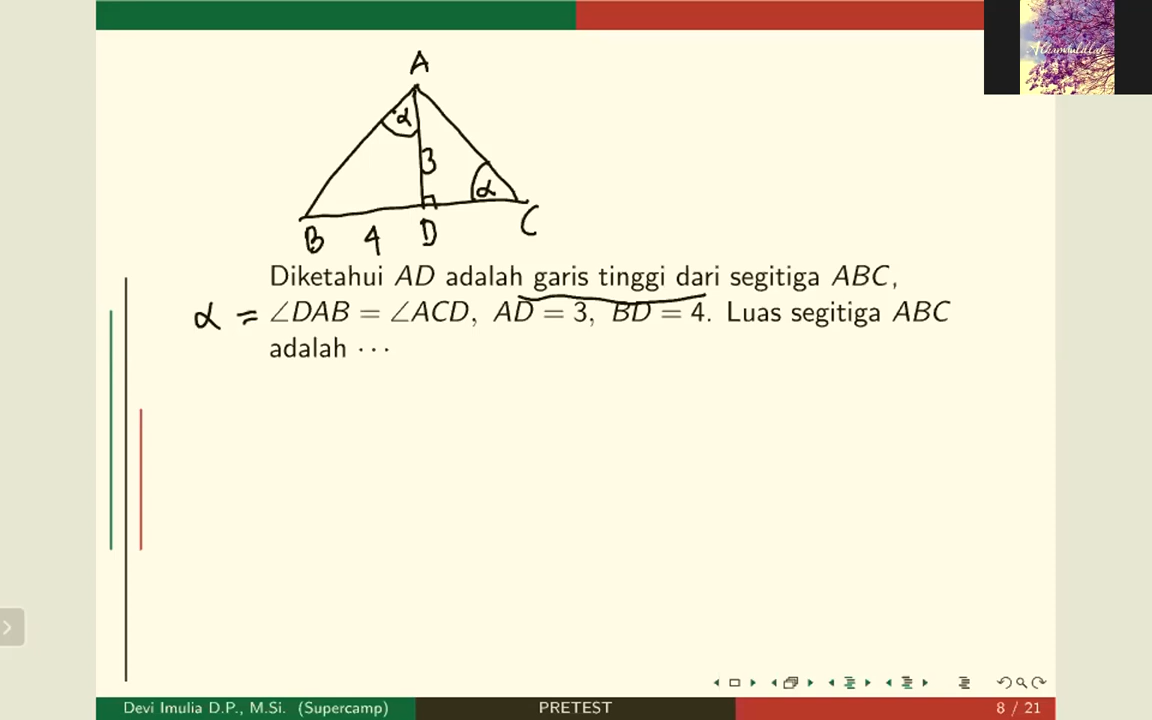 Alhamdulillah
A
α
3
α
B 4 D C
Diketahui AD adalah garis tinggi dari segitiga ABC,
α = ∠DAB = ∠ACD, AD = 3, BD = 4. Luas segitiga ABC
adalah ···
Devi Imulia D.P., M.Si. (Supercamp) PRETEST 8 / 21